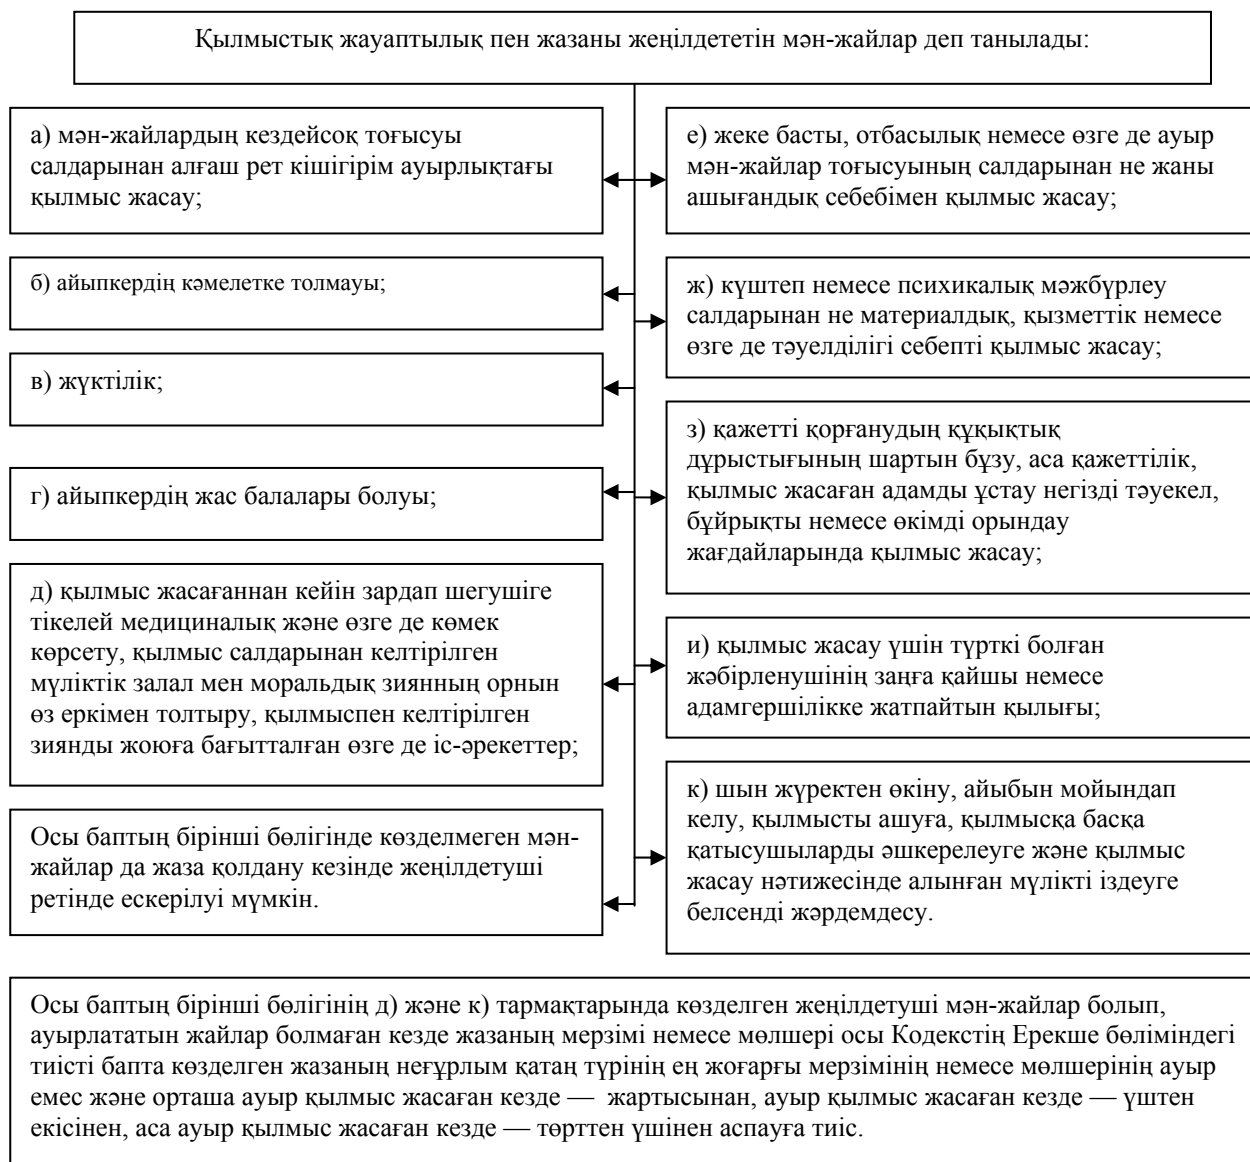 Қылмыстық жауаптылық пен жазаны жеңілдететін мән-жайлар деп танылады:
а) мән-жайлардың кездейсоқ тоғысуы
салдарынан алғаш рет кішігірім ауырлықтағы
қылмыс жасау;
б) айыпкердің кәмелетке толмауы;
в) жүктілік;
г) айыпкердің жас балалары болуы;
д) қылмыс жасағаннан кейін зардап шегушіге
тікелей медициналық және өзге де көмек
көрсету, қылмыс салдарынан келтірілген
мүліктік залал мен моральдық зиянның орнын
өз еркімен толтыру, қылмыспен келтірілген
зиянды жоюға бағытталған өзге де іс-әрекеттер;
Осы баптың бірінші бөлігінде көзделмеген мән-
жайлар да жаза қолдану кезінде жеңілдетуші
ретінде ескерілуі мүмкін.
е) жеке басты, отбасылық немесе өзге де ауыр
мән-жайлар тоғысуының салдарынан не жаны
ашығандық себебімен қылмыс жасау;
ж) күштеп немесе психикалық мәжбүрлеу
салдарынан не материалдық, қызметтік немесе
өзге де тәуелділігі себепті қылмыс жасау;
з) қажетті қорғанудың құқықтық
дұрыстығының шартын бұзу, аса қажеттілік,
қылмыс жасаған адамды ұстау негізді тәуекел,
бұйрықты немесе өкімді орындау
жағдайларында қылмыс жасау;
и) қылмыс жасау үшін түрткі болған
жәбірленушінің заңға қайшы немесе
адамгершілікке жатпайтын қылығы;
к) шын жүректен өкіну, айыбын мойындап
келу, қылмысты ашуға, қылмысқа басқа
қатысушыларды әшкерелеуге және қылмыс
жасау нәтижесінде алынған мүлікті іздеуге
белсенді жәрдемдесу.
Осы баптың бірінші бөлігінің д) және к) тармақтарында көзделген жеңілдетуші мән-жайлар болып,
ауырлататын жайлар болмаған кезде жазаның мерзімі немесе мөлшері осы Кодекстің Ерекше бөліміндегі
тиісті бапта көзделген жазаның неғұрлым қатаң түрінің ең жоғарғы мерзімінің немесе мөлшерінің ауыр
емес және орташа ауыр қылмыс жасаған кезде — жартысынан, ауыр қылмыс жасаған кезде — үштен
екісінен, аса ауыр қылмыс жасаған кезде — төрттен үшінен аспауға тиіс.